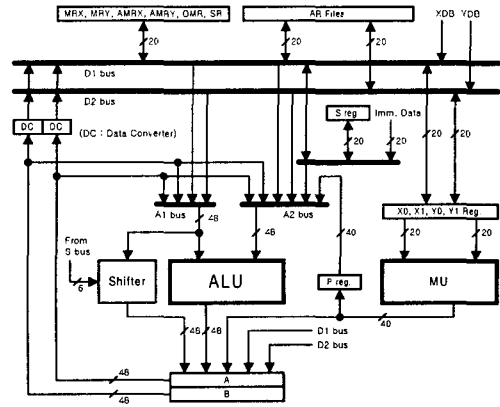 MRX, MRY, AMRX, AMRY, OMR, SR
AR Files
XDB YDB
20
20
20
D1 bus
D2 bus
DC DC (DC : Data Converter)
S reg
Imm. Data
20
20
20
20
A1 bus
48
A2 bus
48
40
X0, X1, Y0, Y1 Reg.
20
20
From
S bus
6
Shifter
ALU
P reg.
MU
48
48
40
D1 bus
D2 bus
48
A
B
48